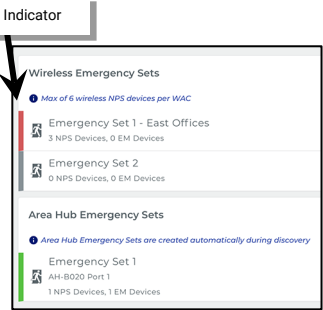 Indicator
Wireless Emergency Sets
Max of 6 wireless NPS devices per WAC
Emergency Set 1 - East Offices
3 NPS Devices, 0 EM Devices
Emergency Set 2
0 NPS Devices, 0 EM Devices
Area Hub Emergency Sets
Area Hub Emergency Sets are created automatically during discovery
Emergency Set 1
AH-B020 Port 1
1 NPS Devices, 1 EM Devices